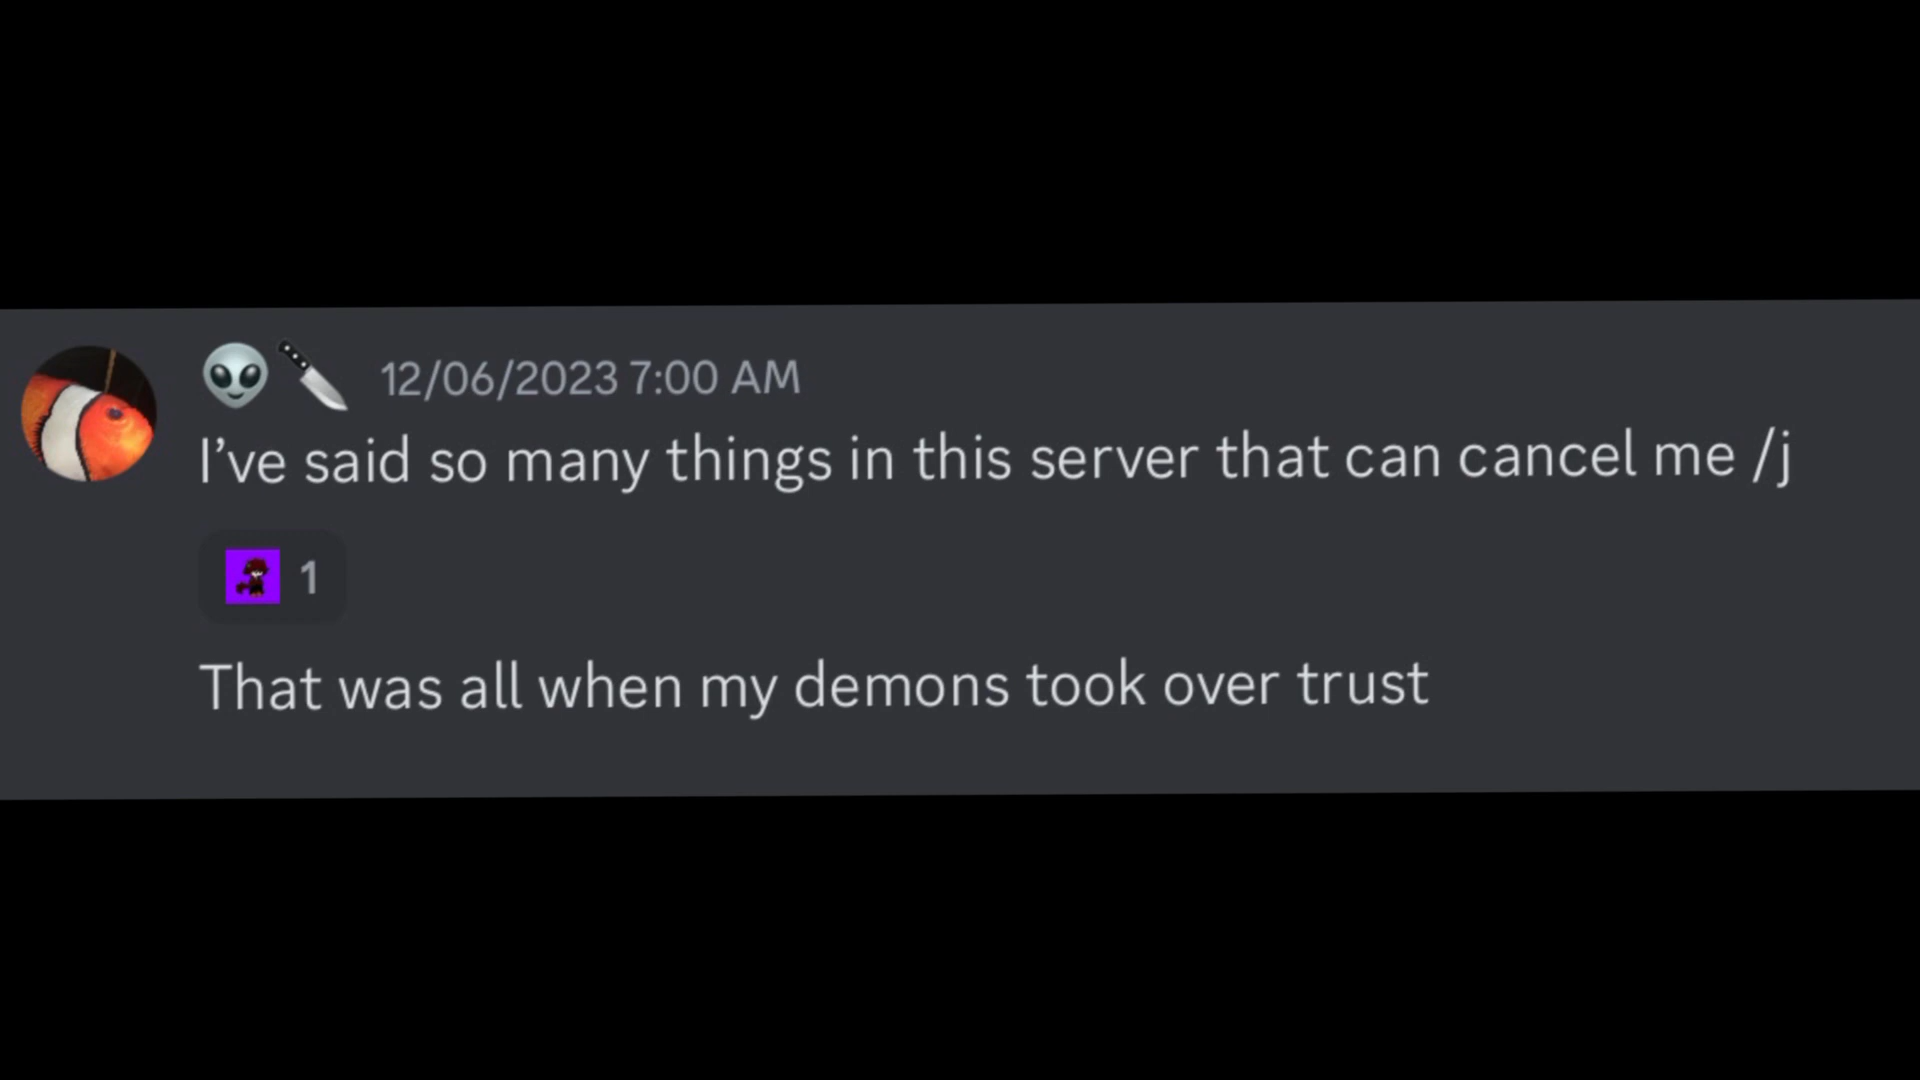 👽🔪 12/06/2023 7:00 AM
I’ve said so many things in this server that can cancel me /j
1
That was all when my demons took over trust